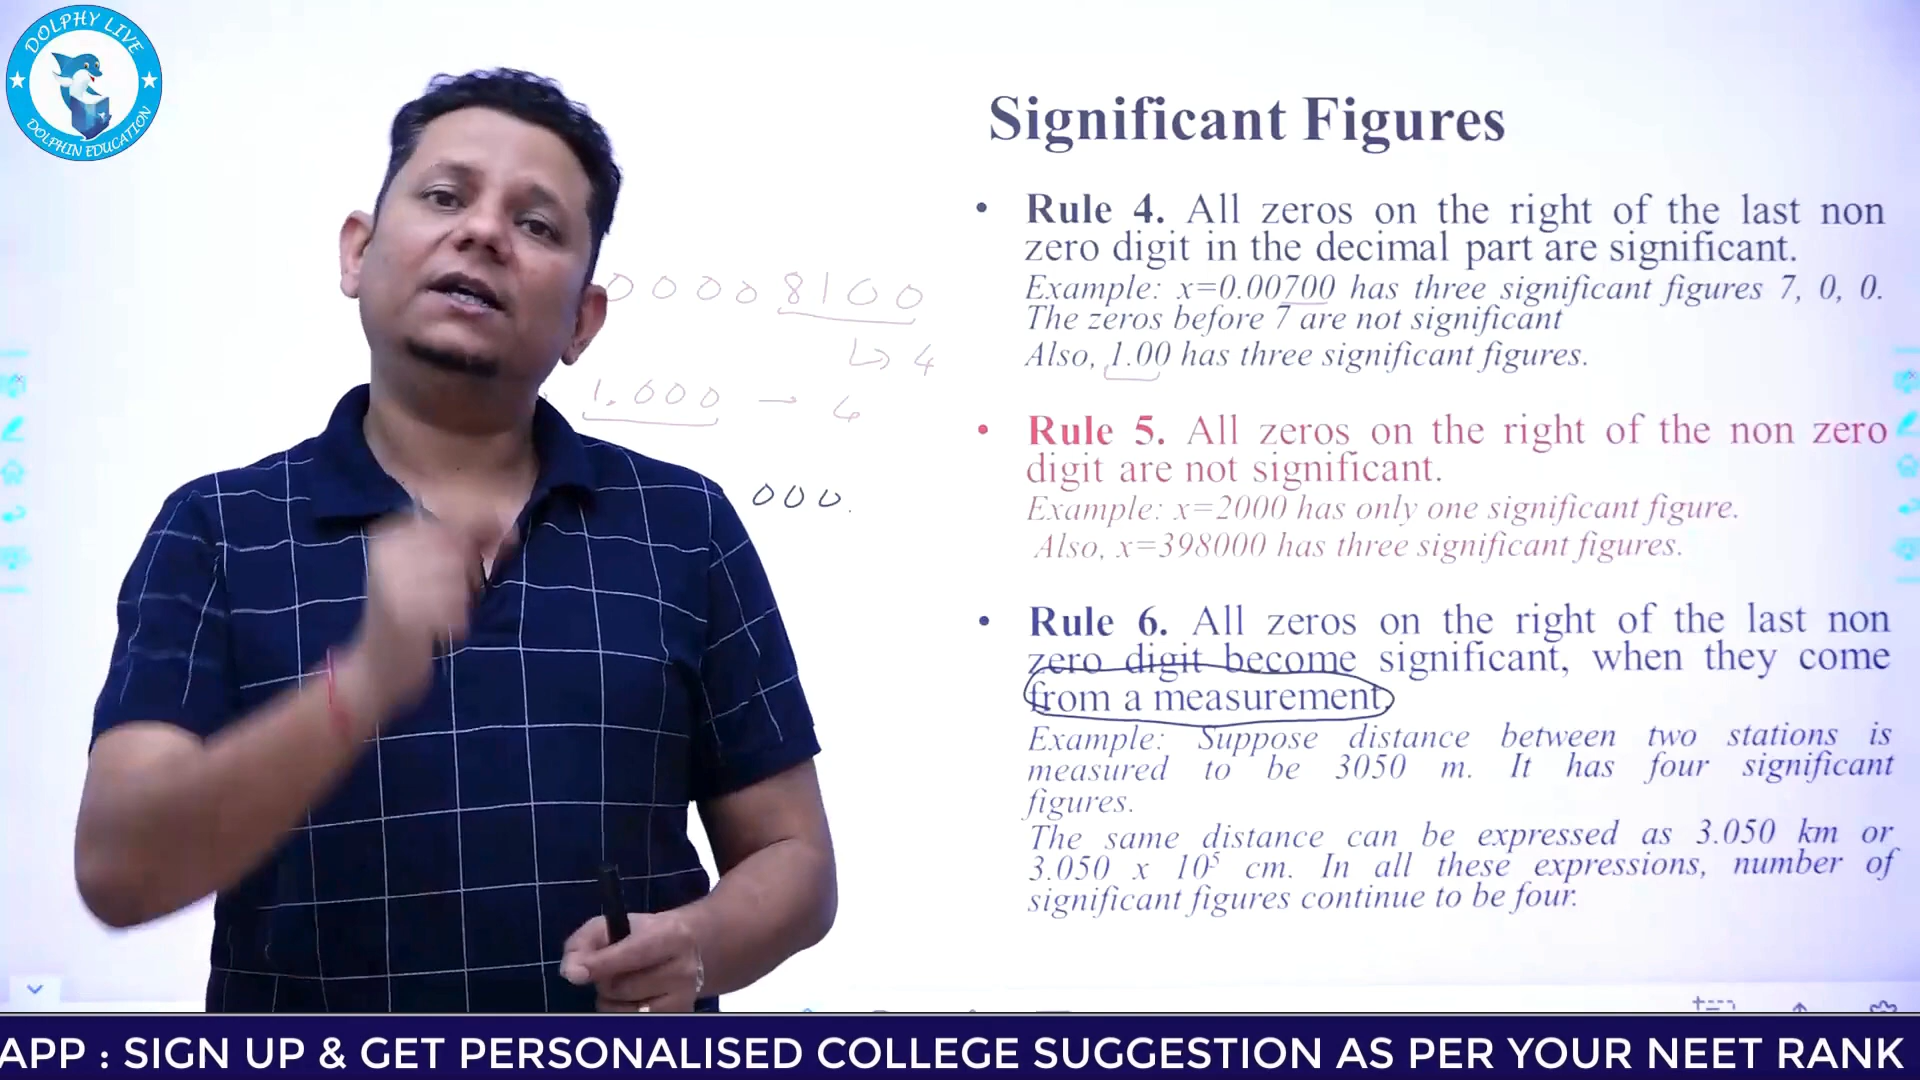 DOLPHY LIVE
DOLPHIN EDUCATION
Significant Figures
• Rule 4. All zeros on the right of the last non
zero digit in the decimal part are significant.
Example: x=0.00700 has three significant figures 7, 0, 0.
The zeros before 7 are not significant
Also, 1.00 has three significant figures.
00008100
↳ 4
1.000 → 4
000.
• Rule 5. All zeros on the right of the non zero
digit are not significant.
Example: x=2000 has only one significant figure.
Also, x=398000 has three significant figures.
• Rule 6. All zeros on the right of the last non
zero digit become significant, when they come
from a measurement.
Example: Suppose distance between two stations is
measured to be 3050 m. It has four significant
figures.
The same distance can be expressed as 3.050 km or
3.050 x 10⁵ cm. In all these expressions, number of
significant figures continue to be four.
APP : SIGN UP & GET PERSONALISED COLLEGE SUGGESTION AS PER YOUR NEET RANK